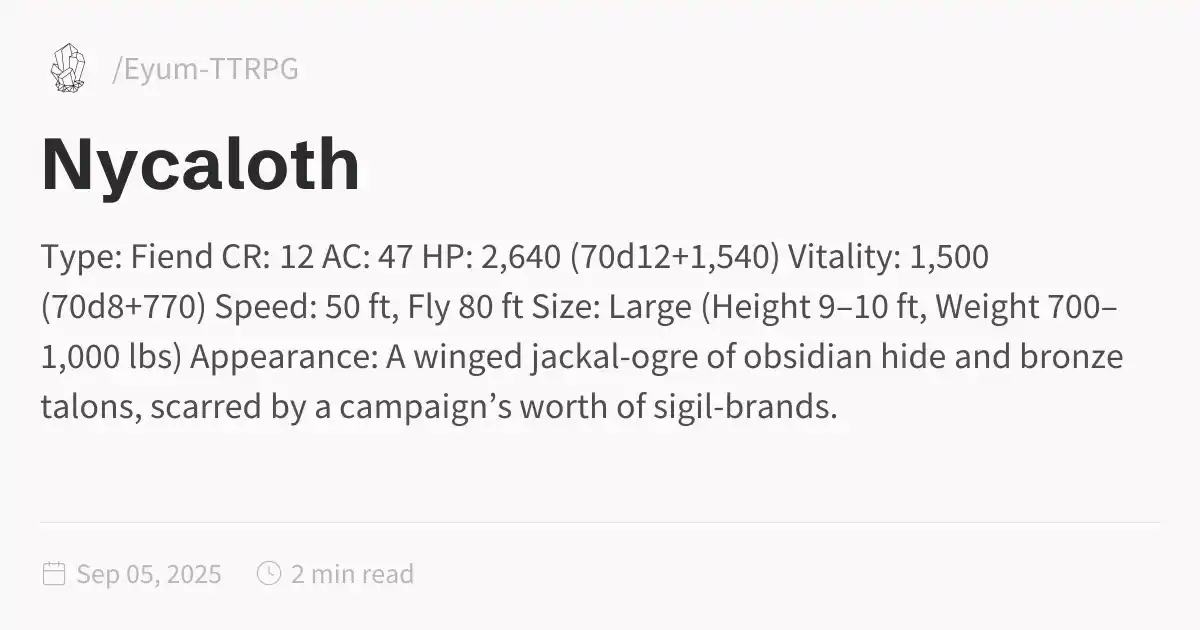 /Eyum-TTRPG
Nycaloth
Type: Fiend CR: 12 AC: 47 HP: 2,640 (70d12+1,540) Vitality: 1,500
(70d8+770) Speed: 50 ft, Fly 80 ft Size: Large (Height 9–10 ft, Weight 700–
1,000 lbs) Appearance: A winged jackal-ogre of obsidian hide and bronze
talons, scarred by a campaign’s worth of sigil-brands.
Sep 05, 2025 2 min read